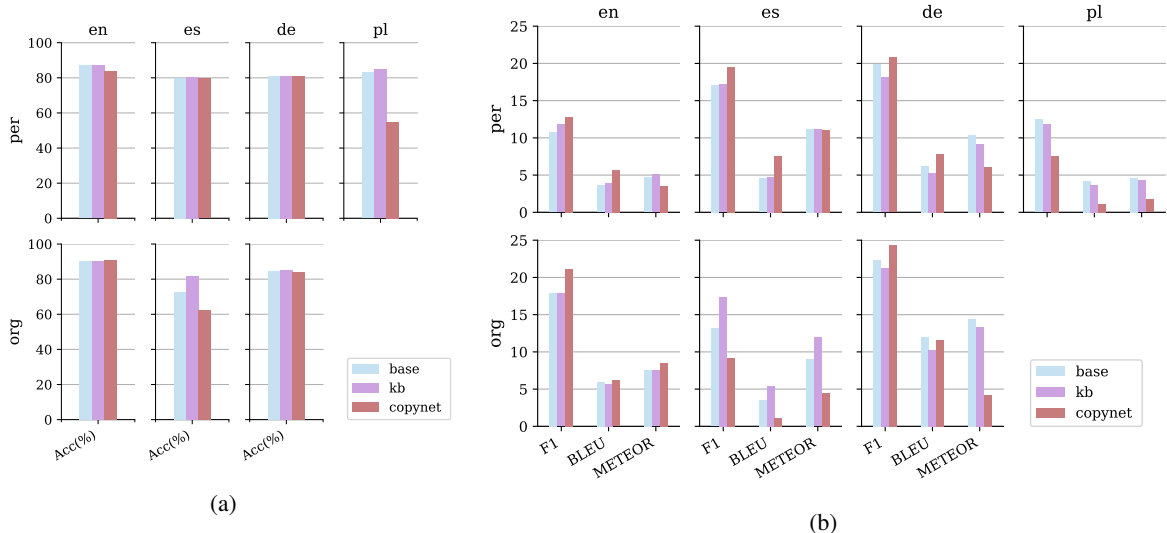 en es de pl
per
100
80
60
40
20
0
org
100
80
60
40
20
0
Acc(%) Acc(%) Acc(%)
base
kb
copynet
(a)
en es de pl
per
25
20
15
10
5
0
org
25
20
15
10
5
0
F1 BLEU METEOR F1 BLEU METEOR F1 BLEU METEOR
base
kb
copynet
(b)